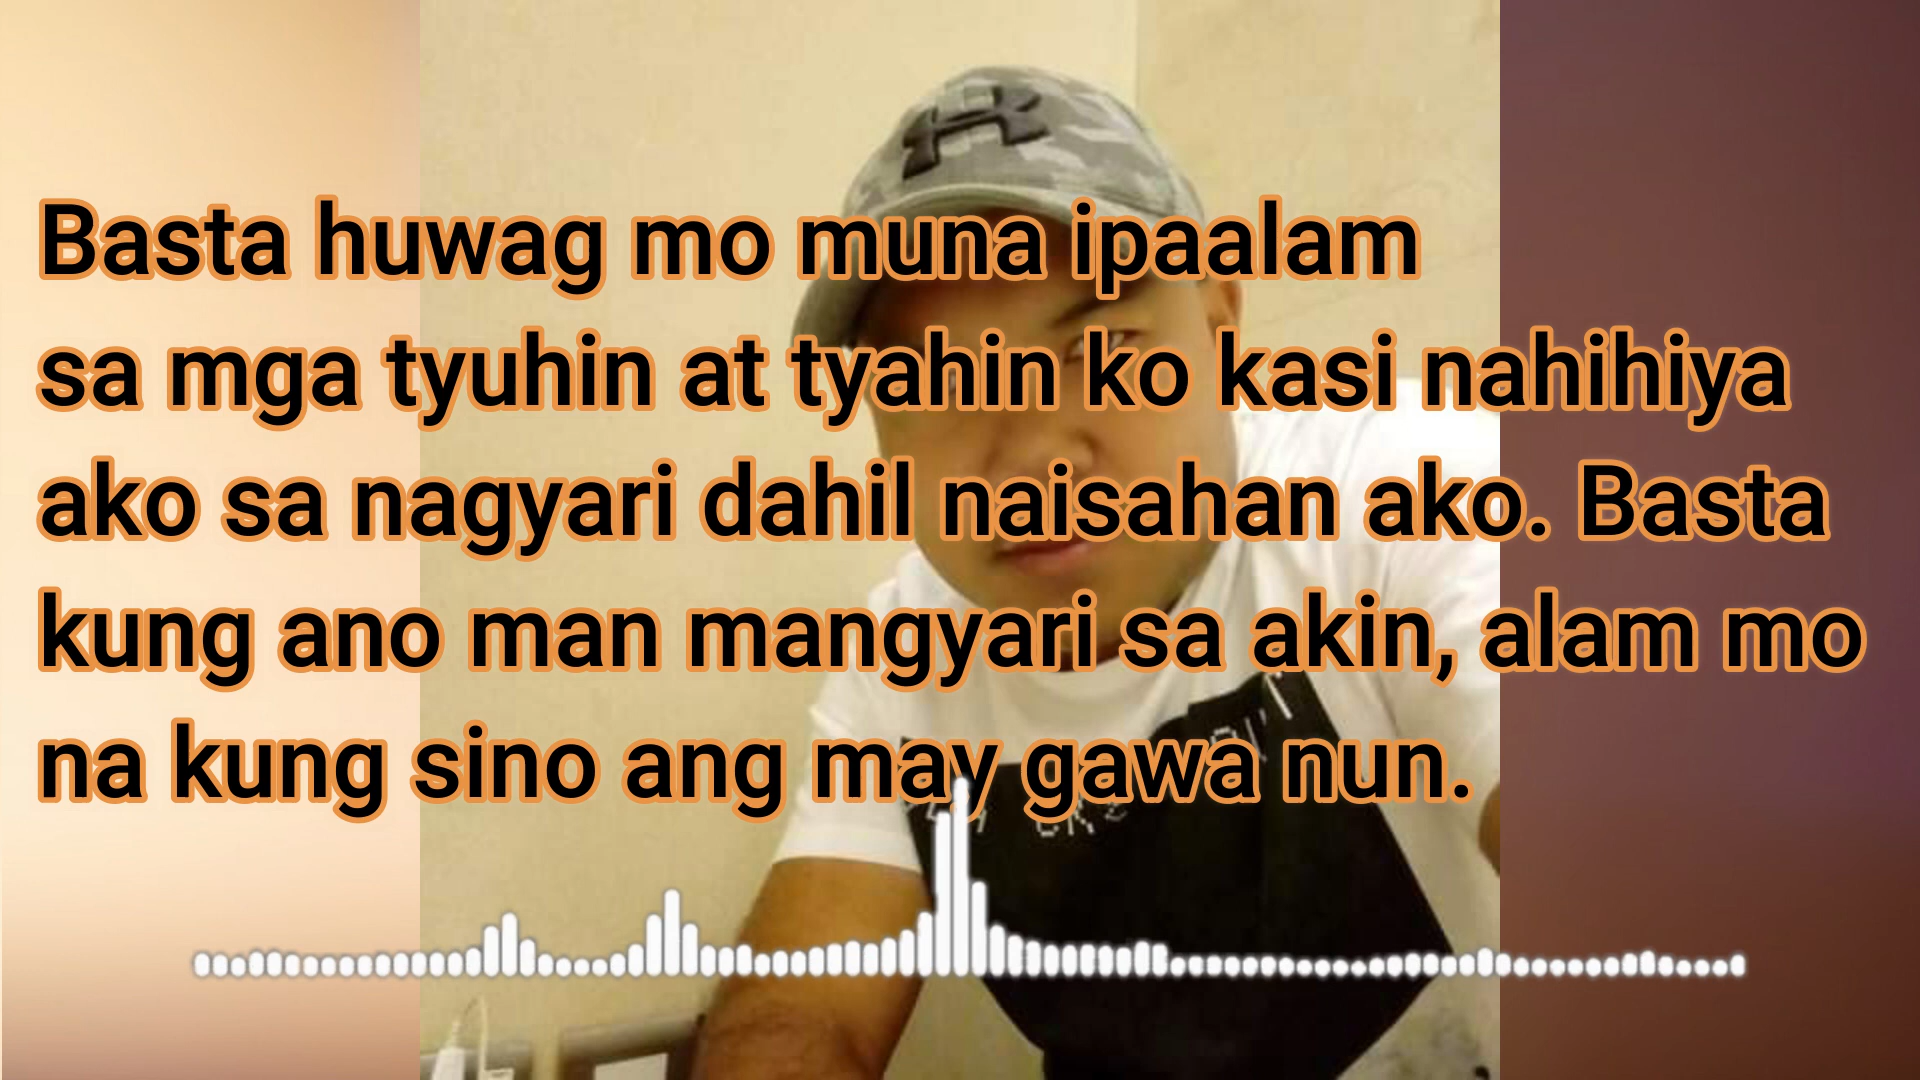 Basta huwag mo muna ipaalam
sa mga tyuhin at tyahin ko kasi nahihiya
ako sa nagyari dahil naisahan ako. Basta
kung ano man mangyari sa akin, alam mo
na kung sino ang may gawa nun.